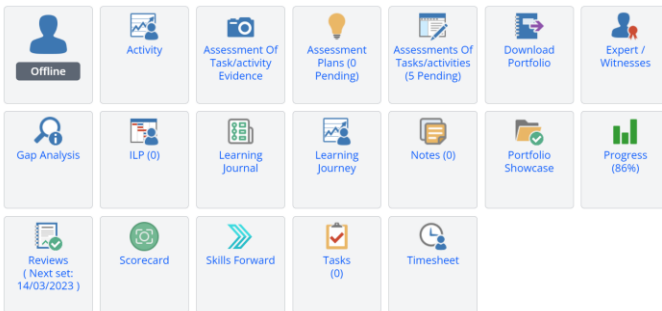 Offline
Activity
Assessment Of
Task/activity
Evidence
Assessment
Plans (0
Pending)
Assessments Of
Tasks/activities
(5 Pending)
Download
Portfolio
Expert /
Witnesses
Gap Analysis
ILP (0)
Learning
Journal
Learning
Journey
Notes (0)
Portfolio
Showcase
Progress
(86%)
Reviews
( Next set:
14/03/2023 )
Scorecard
Skills Forward
Tasks
(0)
Timesheet